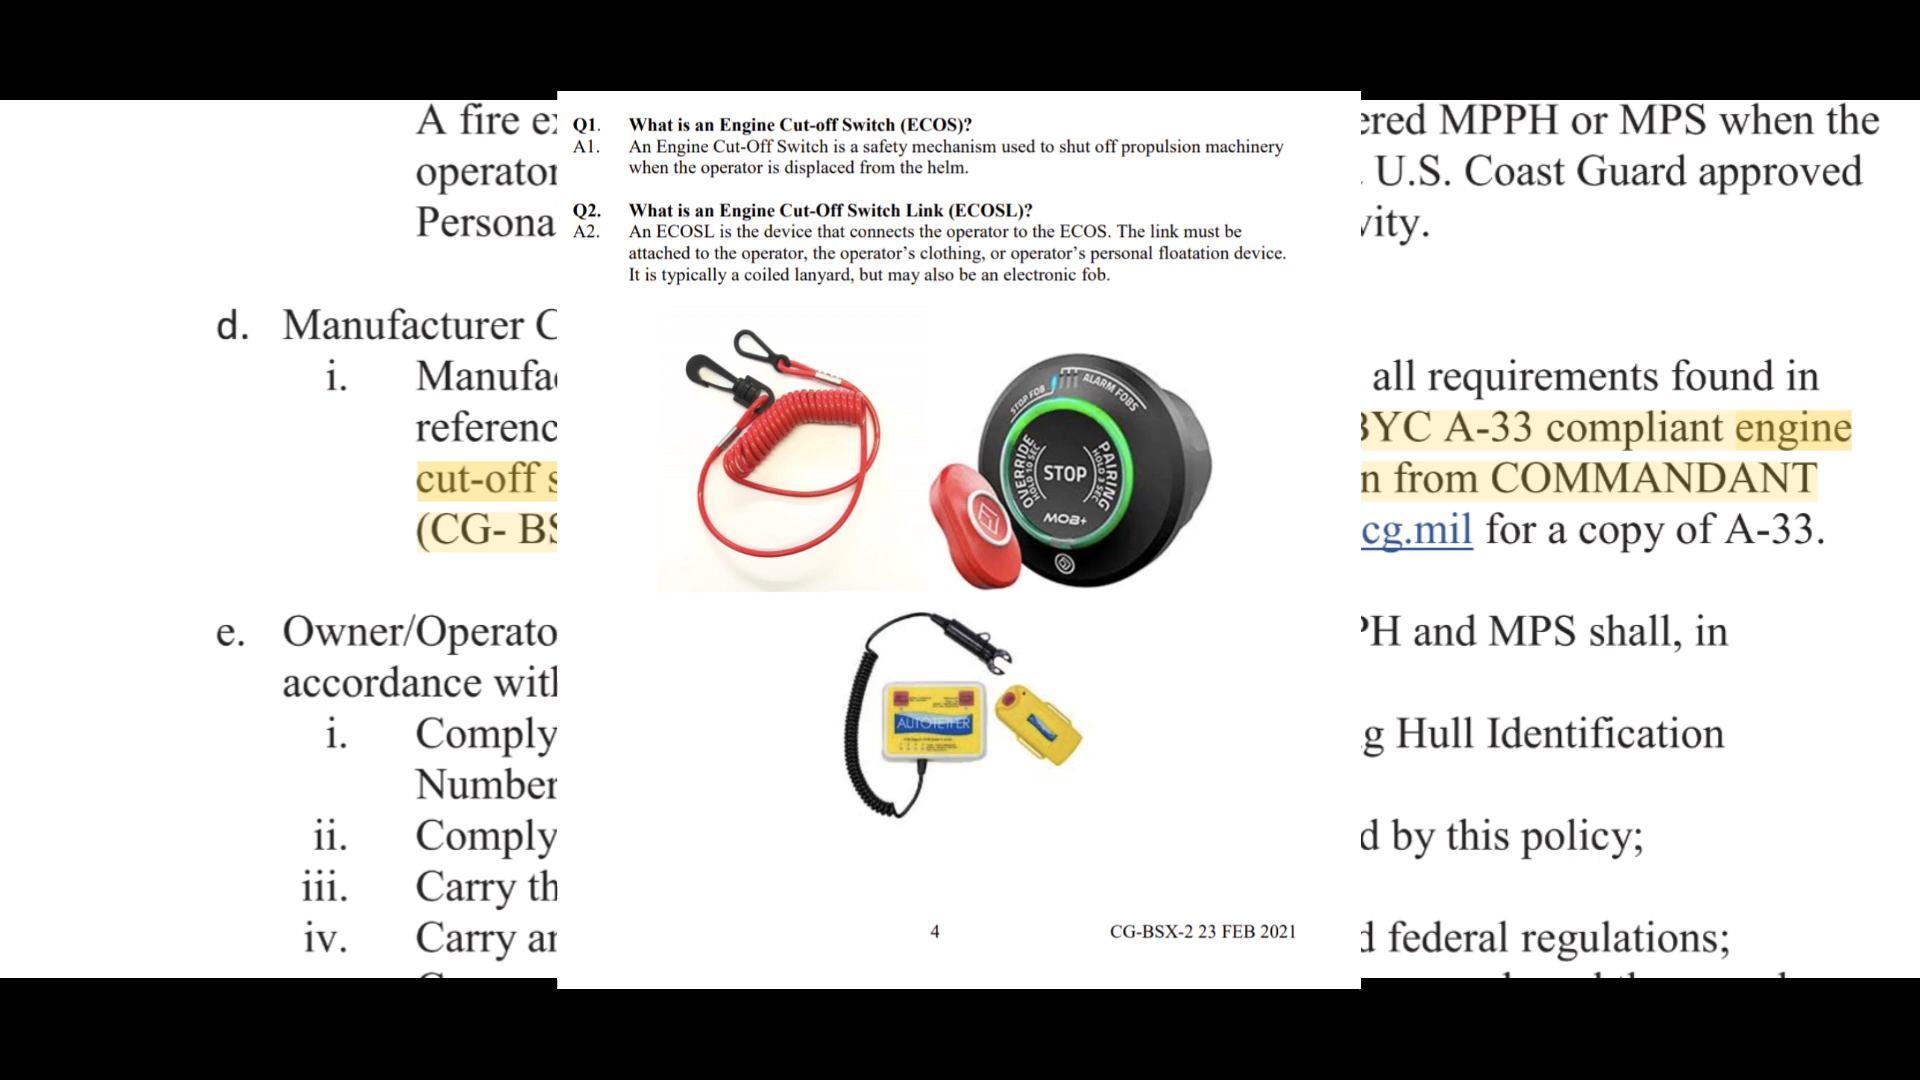 A fire e
operator
Persona
d. Manufacturer C
i. Manufa
referenc
cut-off s
(CG- BS
e. Owner/Operato
accordance with
i. Comply
Number
ii. Comply
iii. Carry th
iv. Carry an
Q1. What is an Engine Cut-off Switch (ECOS)?
A1. An Engine Cut-Off Switch is a safety mechanism used to shut off propulsion machinery
when the operator is displaced from the helm.
Q2. What is an Engine Cut-Off Switch Link (ECOSL)?
A2. An ECOSL is the device that connects the operator to the ECOS. The link must be
attached to the operator, the operator’s clothing, or operator’s personal floatation device.
It is typically a coiled lanyard, but may also be an electronic fob.
STOP FOB
ALARM FOBS
OVERRIDE
HOLD 10 SEC
STOP
PAIRING
HOLD 3 SEC
MOB+
AUTOTETHER
4 CG-BSX-2 23 FEB 2021
ered MPPH or MPS when the
U.S. Coast Guard approved
vity.
all requirements found in
BYC A-33 compliant engine
n from COMMANDANT
cg.mil for a copy of A-33.
PH and MPS shall, in
g Hull Identification
d by this policy;
d federal regulations;